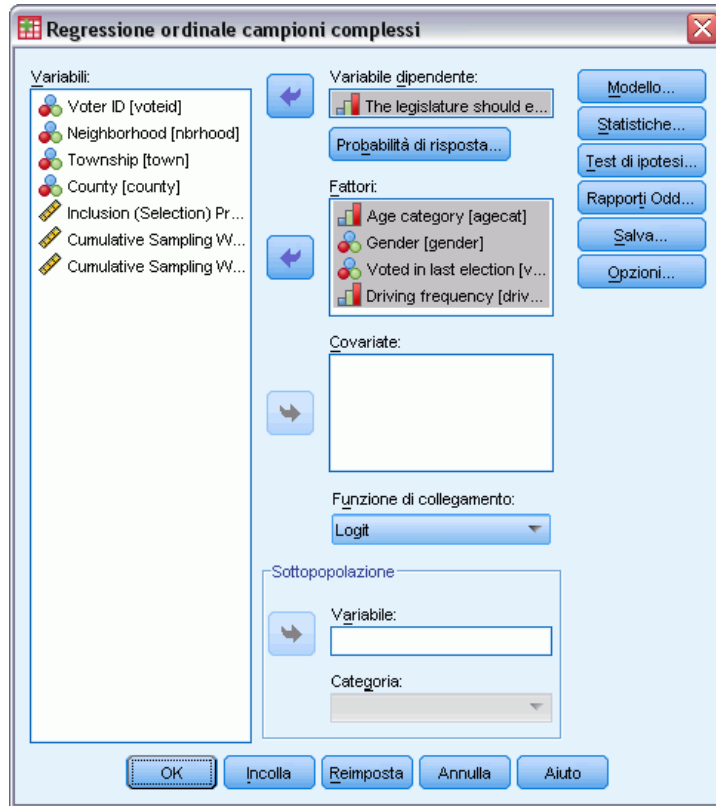 Regressione ordinale campioni complessi
Variabili:
Voter ID [voteid]
Neighborhood [nbrhood]
Township [town]
County [county]
Inclusion (Selection) Pr...
Cumulative Sampling W...
Cumulative Sampling W...
Variabile dipendente:
The legislature should e...
Probabilità di risposta...
Fattori:
Age category [agecat]
Gender [gender]
Voted in last election [v...
Driving frequency [driv...
Covariate:
Funzione di collegamento:
Logit
Sottopopolazione
Variabile:
Categoria:
Modello...
Statistiche...
Test di ipotesi...
Rapporti Odd...
Salva...
Opzioni...
OK
Incolla
Reimposta
Annulla
Aiuto